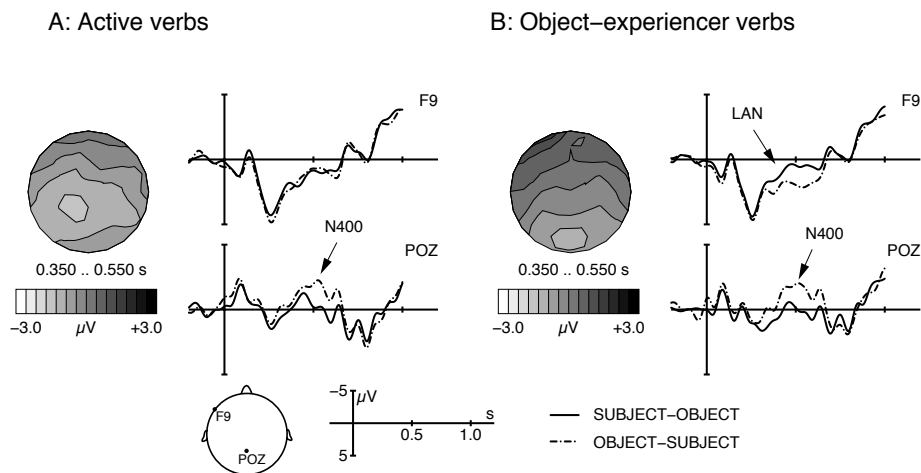 A: Active verbs
F9
N400
POZ
0.350 .. 0.550 s
−3.0 µV +3.0
B: Object−experiencer verbs
F9
LAN
N400
POZ
0.350 .. 0.550 s
−3.0 µV +3.0
F9
POZ
−5
µV
s
0.5 1.0
5
SUBJECT−OBJECT
OBJECT−SUBJECT